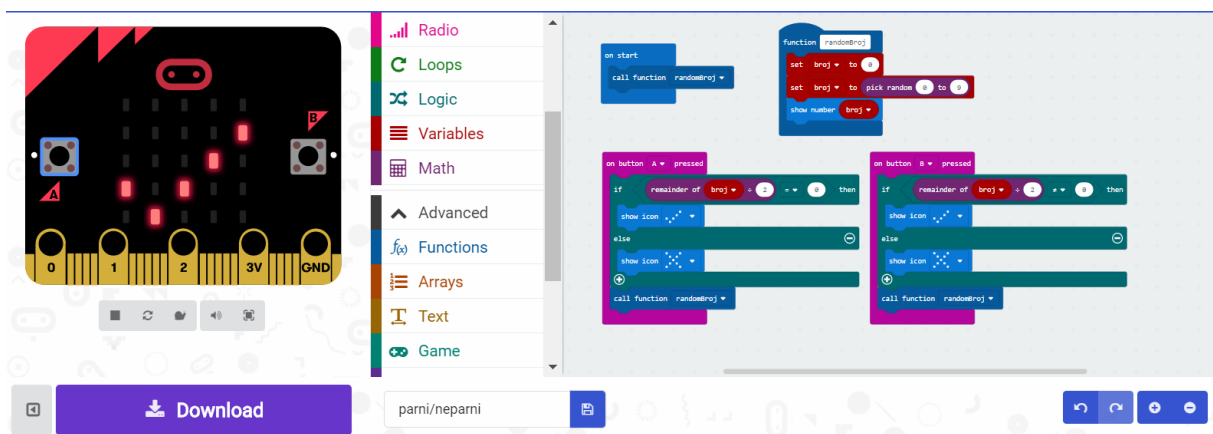 B
A
0
1
2
3V
GND
Download
Radio
Loops
Logic
Variables
Math
Advanced
f(x) Functions
Arrays
T Text
Game
parni/neparni
on start
call function randomBroj
function randomBroj
set broj to 0
set broj to pick random 0 to 9
show number broj
on button A pressed
if remainder of broj ÷ 2 = 0 then
show icon
else
show icon
call function randomBroj
on button B pressed
if remainder of broj ÷ 2 ≠ 0 then
show icon
else
show icon
call function randomBroj